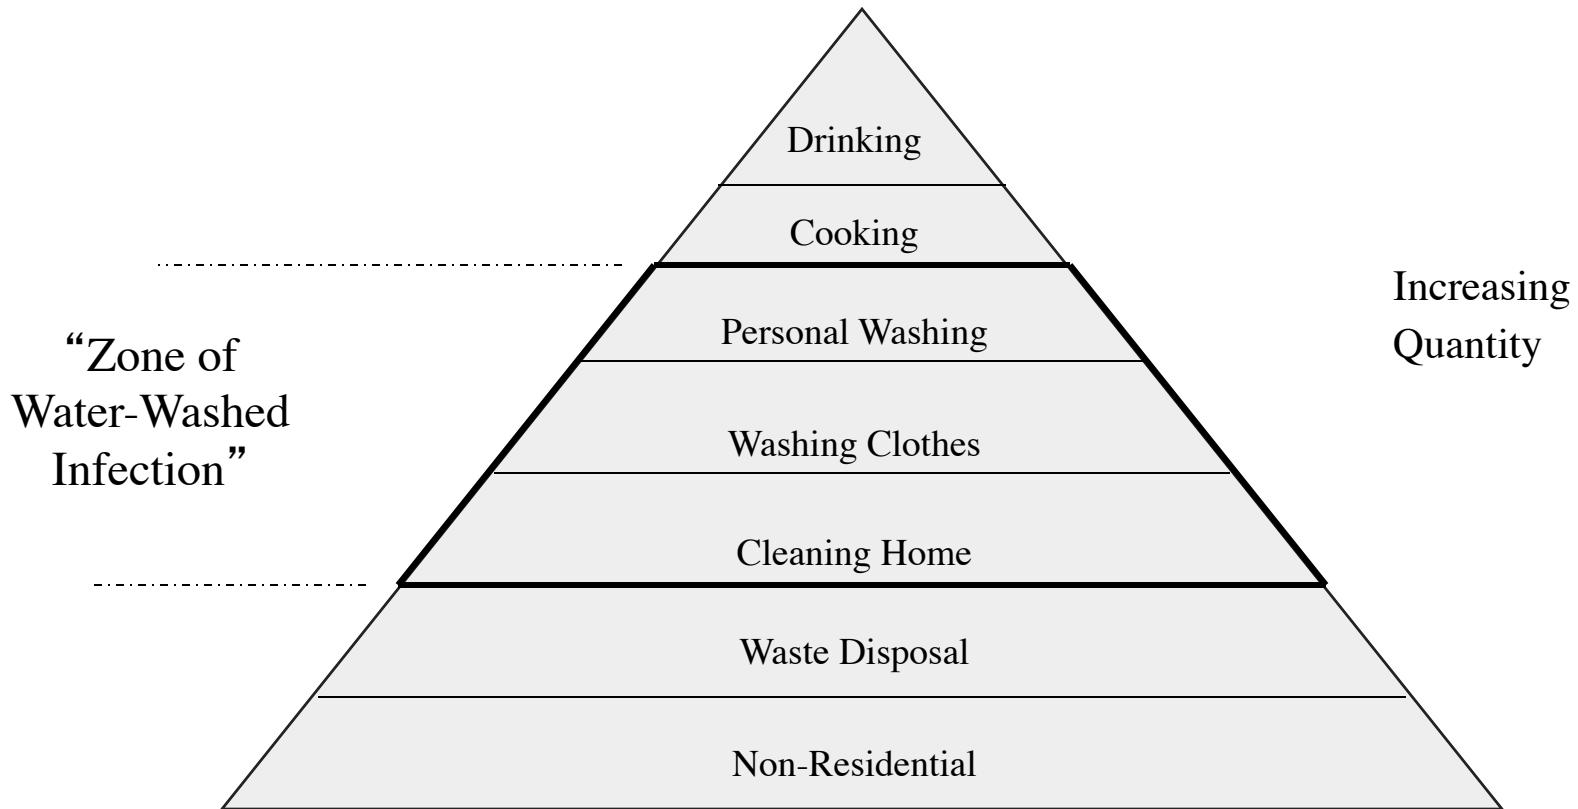 Drinking
Cooking
Personal Washing
Washing Clothes
Cleaning Home
Waste Disposal
Non-Residential
“Zone of
Water-Washed
Infection”
Increasing
Quantity